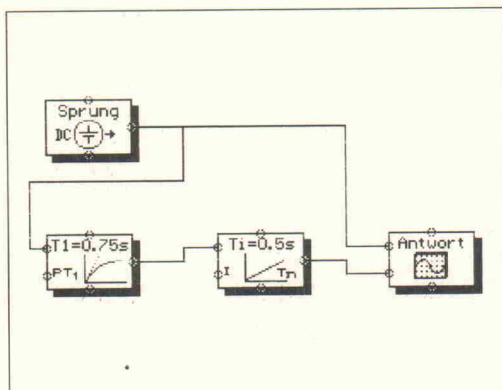 Sprung
DC
T1=0.75s
PT1
Ti=0.5s
I
Tn
Antwort